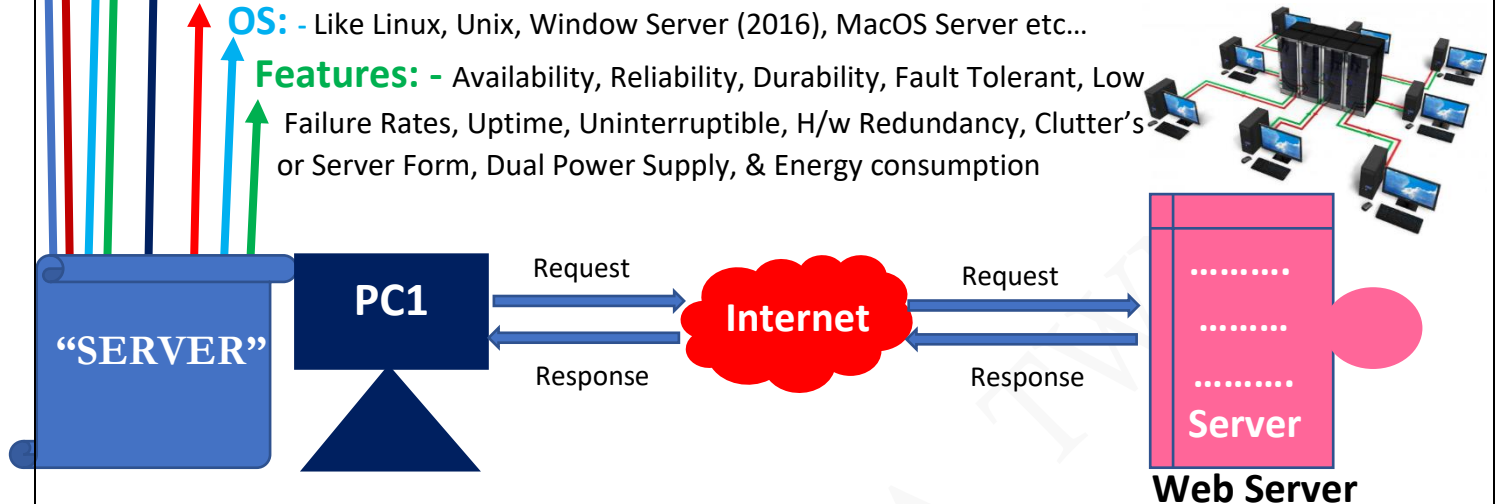 OS: - Like Linux, Unix, Window Server (2016), MacOS Server etc…
Features: - Availability, Reliability, Durability, Fault Tolerant, Low
Failure Rates, Uptime, Uninterruptible, H/w Redundancy, Clutter’s
or Server Form, Dual Power Supply, & Energy consumption
“SERVER”
PC1
Request
Response
Internet
Request
Response
……….
………
……….
Server
Web Server